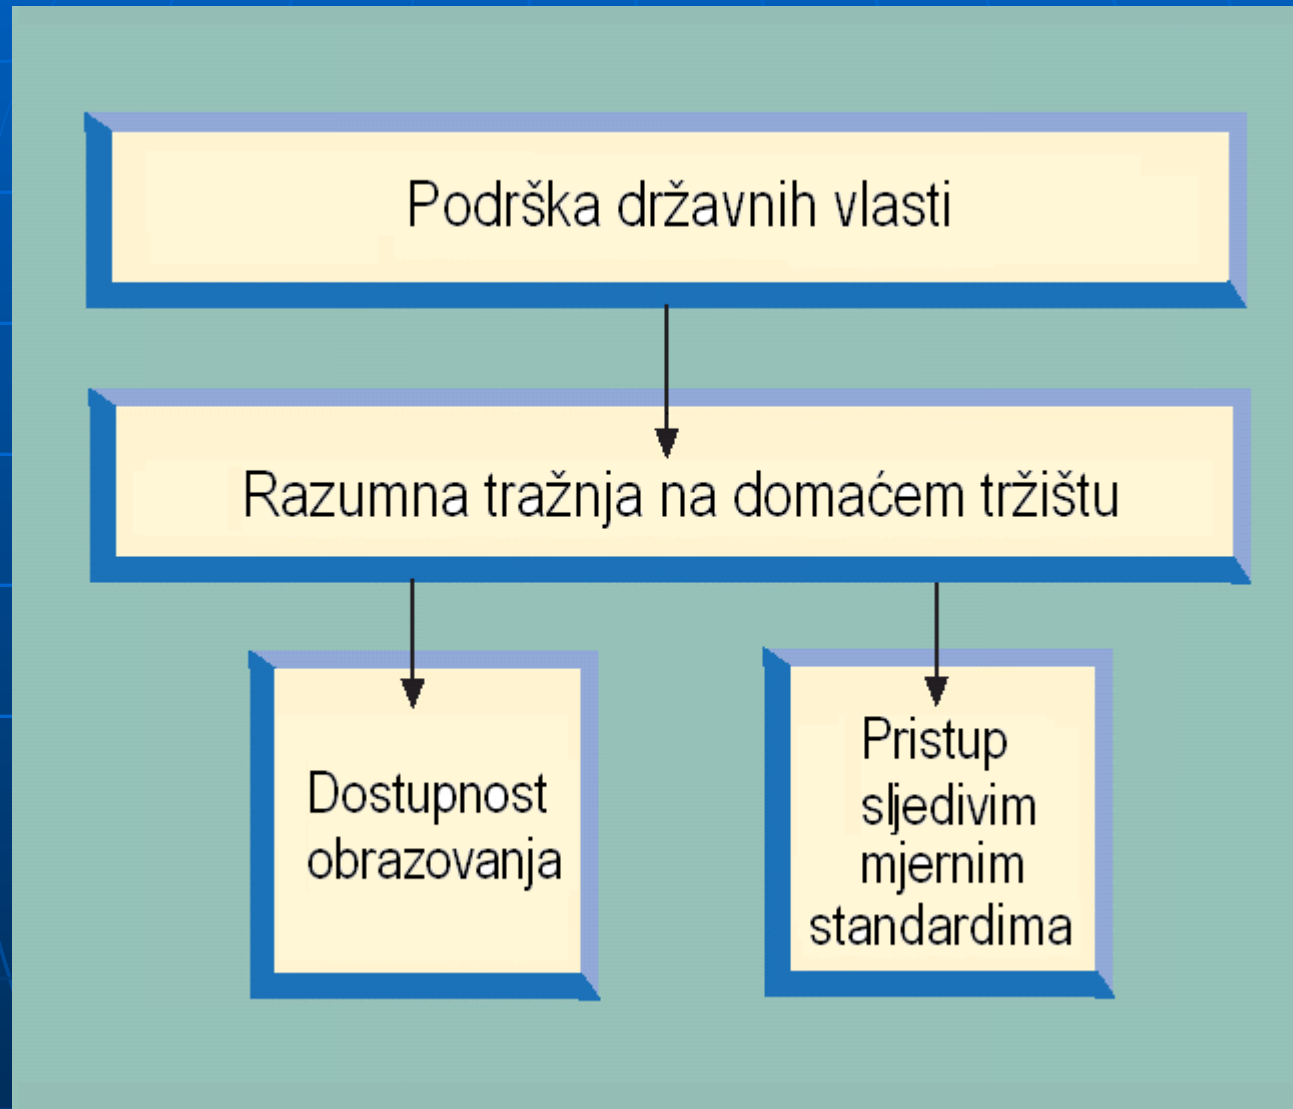 Podrška državnih vlasti
Razumna tražnja na domaćem tržištu
Dostupnost
obrazovanja
Pristup
sljedivim
mjernim
standardima